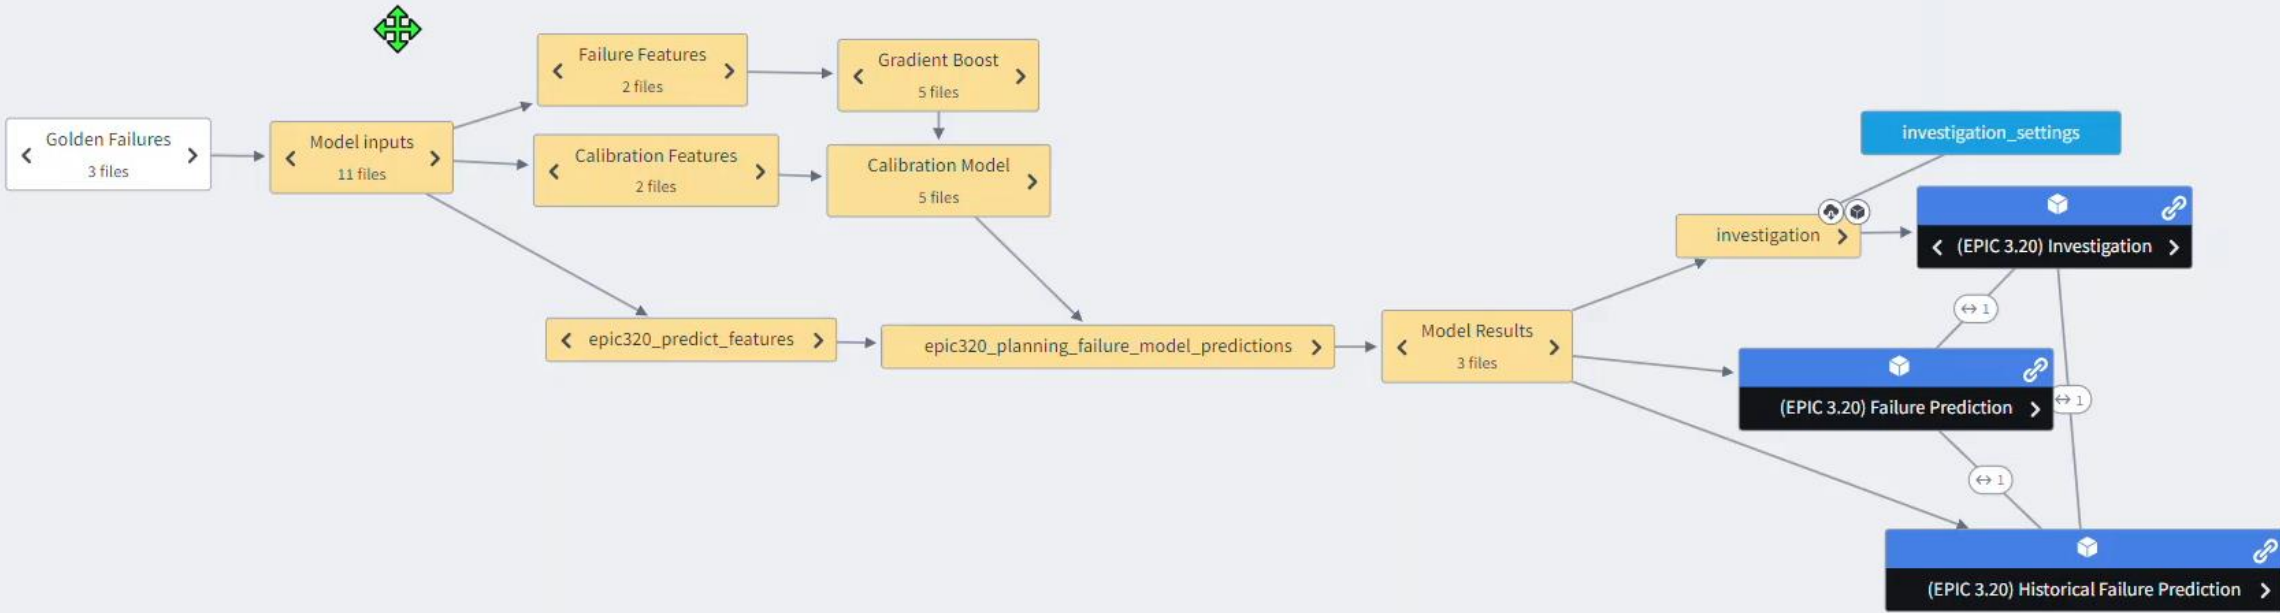 Golden Failures
3 files
Model inputs
11 files
Failure Features
2 files
Gradient Boost
5 files
Calibration Features
2 files
Calibration Model
5 files
epic320_predict_features
epic320_planning_failure_model_predictions
Model Results
3 files
investigation_settings
investigation
(EPIC 3.20) Investigation
1
(EPIC 3.20) Failure Prediction
1
1
(EPIC 3.20) Historical Failure Prediction